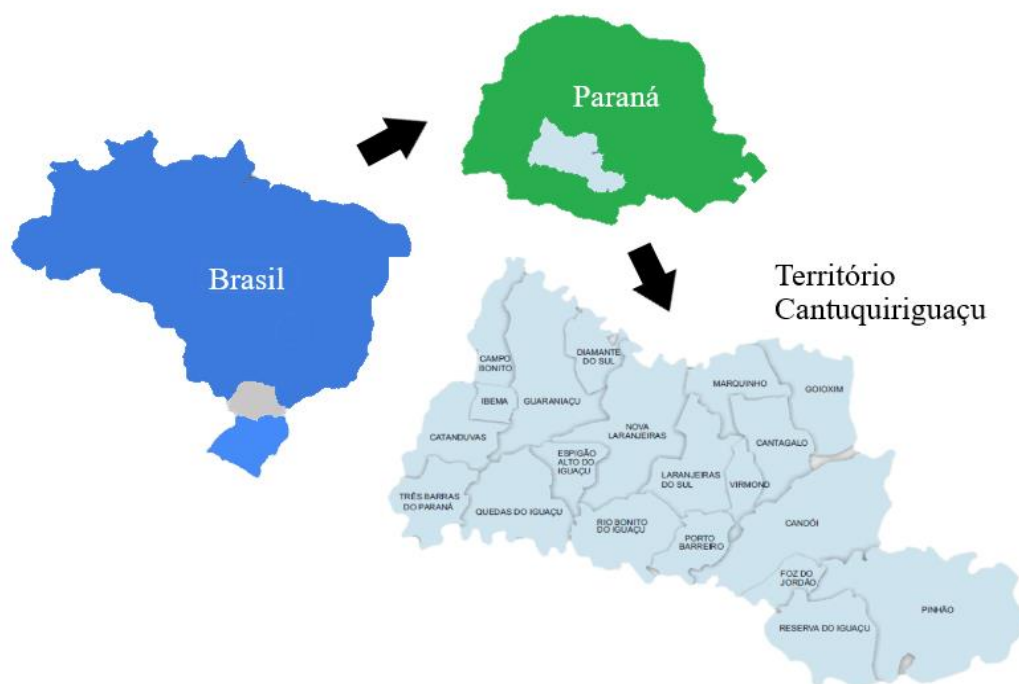 Paraná
Brasil
Território
Cantuquiriguaçu
CAMPO
BONITO
DIAMANTE
DO SUL
MARQUINHO
GOIOXIM
IBEMA
GUARANIAÇU
NOVA
LARANJEIRAS
CATANDUVAS
CANTAGALO
ESPIGÃO
ALTO DO
IGUAÇU
LARANJEIRAS
DO SUL
VIRMOND
TRÊS BARRAS
DO PARANÁ
QUEDAS DO IGUAÇU
RIO BONITO
DO IGUAÇU
CANDÓI
PORTO
BARREIRO
FOZ DO
JORDÃO
PINHÃO
RESERVA DO IGUAÇU